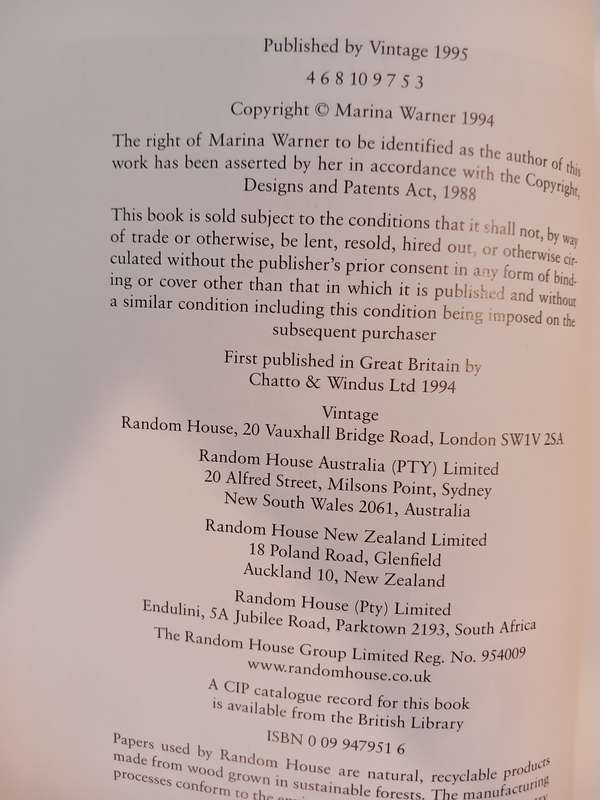 Published by Vintage 1995
4 6 8 10 9 7 5 3
Copyright © Marina Warner 1994
The right of Marina Warner to be identified as the author of this
work has been asserted by her in accordance with the Copyright,
Designs and Patents Act, 1988
This book is sold subject to the conditions that it shall not, by way
of trade or otherwise, be lent, resold, hired out, or otherwise cir-
culated without the publisher's prior consent in any form of bind-
ing or cover other than that in which it is published and without
a similar condition including this condition being imposed on the
subsequent purchaser
First published in Great Britain by
Chatto & Windus Ltd 1994
Vintage
Random House, 20 Vauxhall Bridge Road, London SW1V 2SA
Random House Australia (PTY) Limited
20 Alfred Street, Milsons Point, Sydney
New South Wales 2061, Australia
Random House New Zealand Limited
18 Poland Road, Glenfield
Auckland 10, New Zealand
Random House (Pty) Limited
Endulini, 5A Jubilee Road, Parktown 2193, South Africa
The Random House Group Limited Reg. No. 954009
www.randomhouse.co.uk
A CIP catalogue record for this book
is available from the British Library
ISBN 0 09 947951 6
Papers used by Random House are natural, recyclable products
made from wood grown in sustainable forests. The manufacturing
processes conform to the